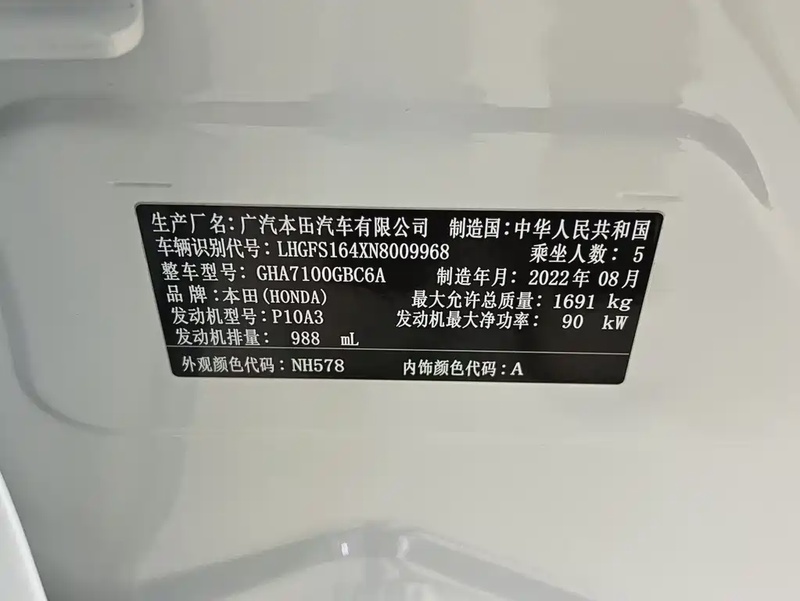 生产厂名:广汽本田汽车有限公司 制造国:中华人民共和国
车辆识别代号:LHGFS164XN8009968 乘坐人数:5
整车型号:GHA7100GBC6A 制造年月:2022年08月
品牌:本田(HONDA) 最大允许总质量:1691 kg
发动机型号:P10A3 发动机最大净功率: 90 kW
发动机排量: 988 mL
外观颜色代码:NH578 内饰颜色代码:A